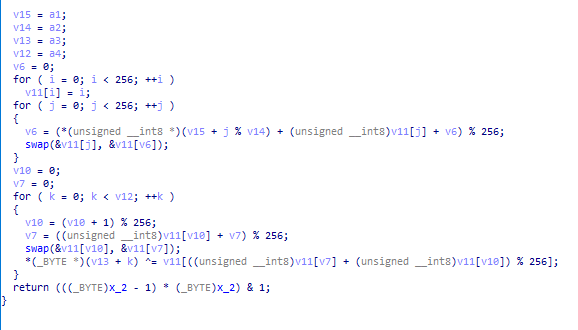 v15 = a1;
v14 = a2;
v13 = a3;
v12 = a4;
v6 = 0;
for ( i = 0; i < 256; ++i )
v11[i] = i;
for ( j = 0; j < 256; ++j )
{
v6 = (*(unsigned __int8 *)(v15 + j % v14) + (unsigned __int8)v11[j] + v6) % 256;
swap(&v11[j], &v11[v6]);
}
v10 = 0;
v7 = 0;
for ( k = 0; k < v12; ++k )
{
v10 = (v10 + 1) % 256;
v7 = ((unsigned __int8)v11[v10] + v7) % 256;
swap(&v11[v10], &v11[v7]);
*(_BYTE *)(v13 + k) ^= v11[((unsigned __int8)v11[v7] + (unsigned __int8)v11[v10]) % 256];
}
return (((_BYTE)x_2 - 1) * (_BYTE)x_2) & 1;
}